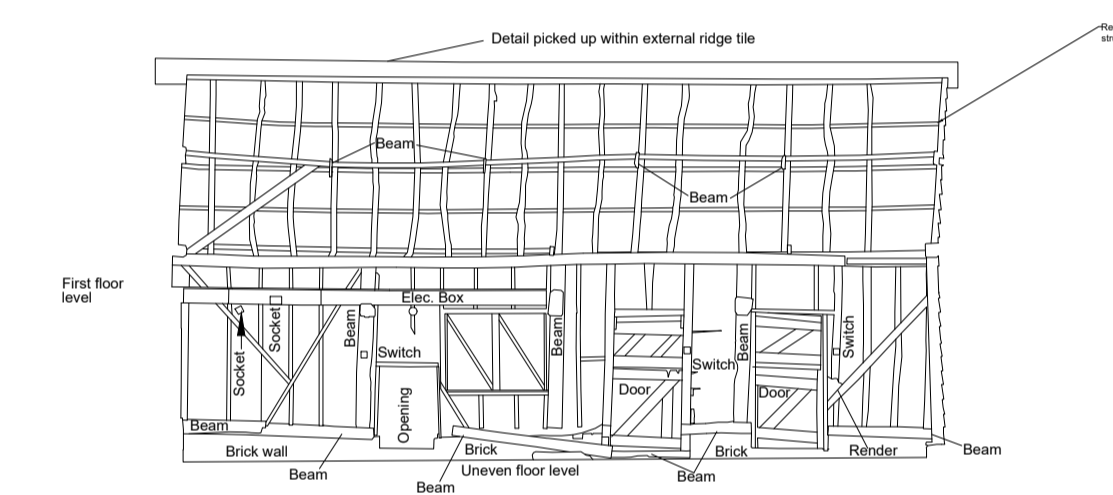 Detail picked up within external ridge tile
Re
str
Beam
Beam
First floor
level
Elec. Box
Socket
Socket
Beam
Switch
Opening
Beam
Switch
Beam
Switch
Door
Door
Beam
Brick wall
Beam
Brick
Uneven floor level
Beam
Brick
Beam
Render
Beam